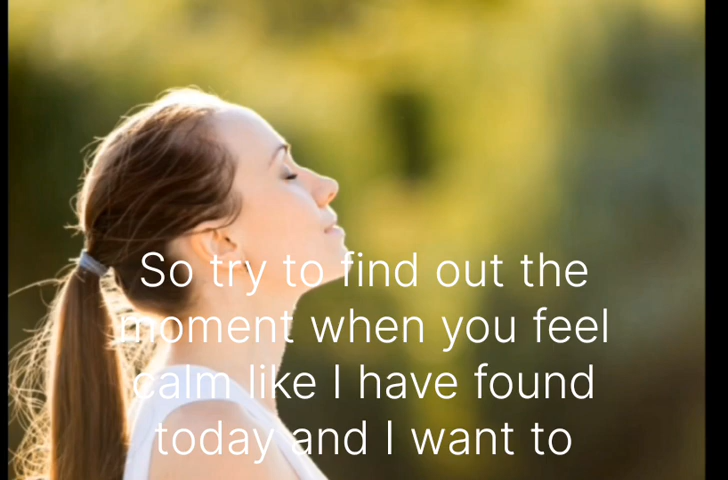 So try to find out the
moment when you feel
calm like I have found
today and I want to